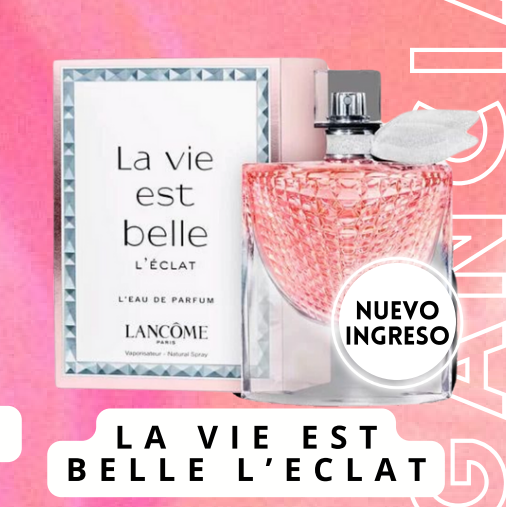 La vie
est
belle
L'ÉCLAT
L'EAU DE PARFUM
LANCÔME
PARIS
Vaporisateur - Natural Spray
NUEVO
INGRESO
GANCIA
LA VIE EST
BELLE L'ECLAT